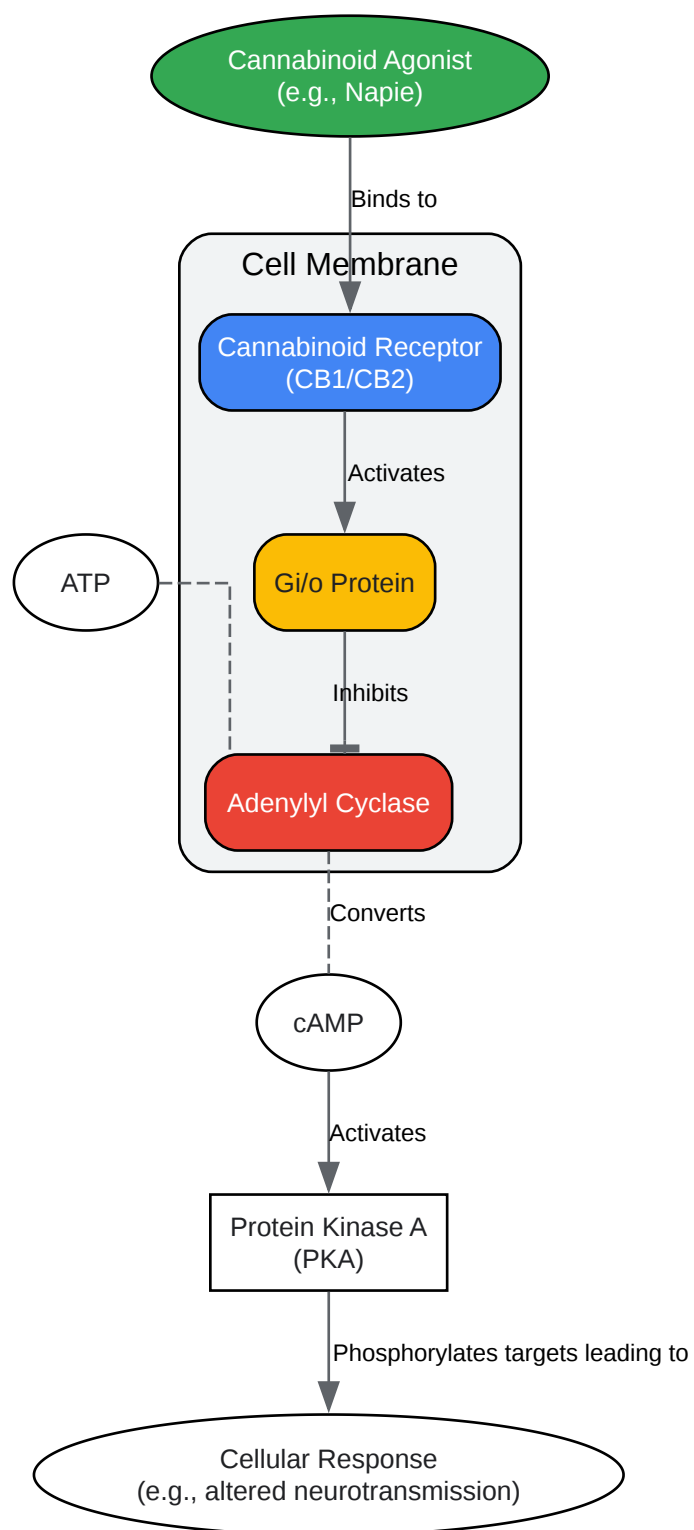 Cannabinoid Agonist
(e.g., Napie)
Binds to
Cell Membrane
Cannabinoid Receptor
(CB1/CB2)
Activates
ATP
Gi/o Protein
Inhibits
Adenylyl Cyclase
Converts
cAMP
Activates
Protein Kinase A
(PKA)
Phosphorylates targets leading to
Cellular Response
(e.g., altered neurotransmission)